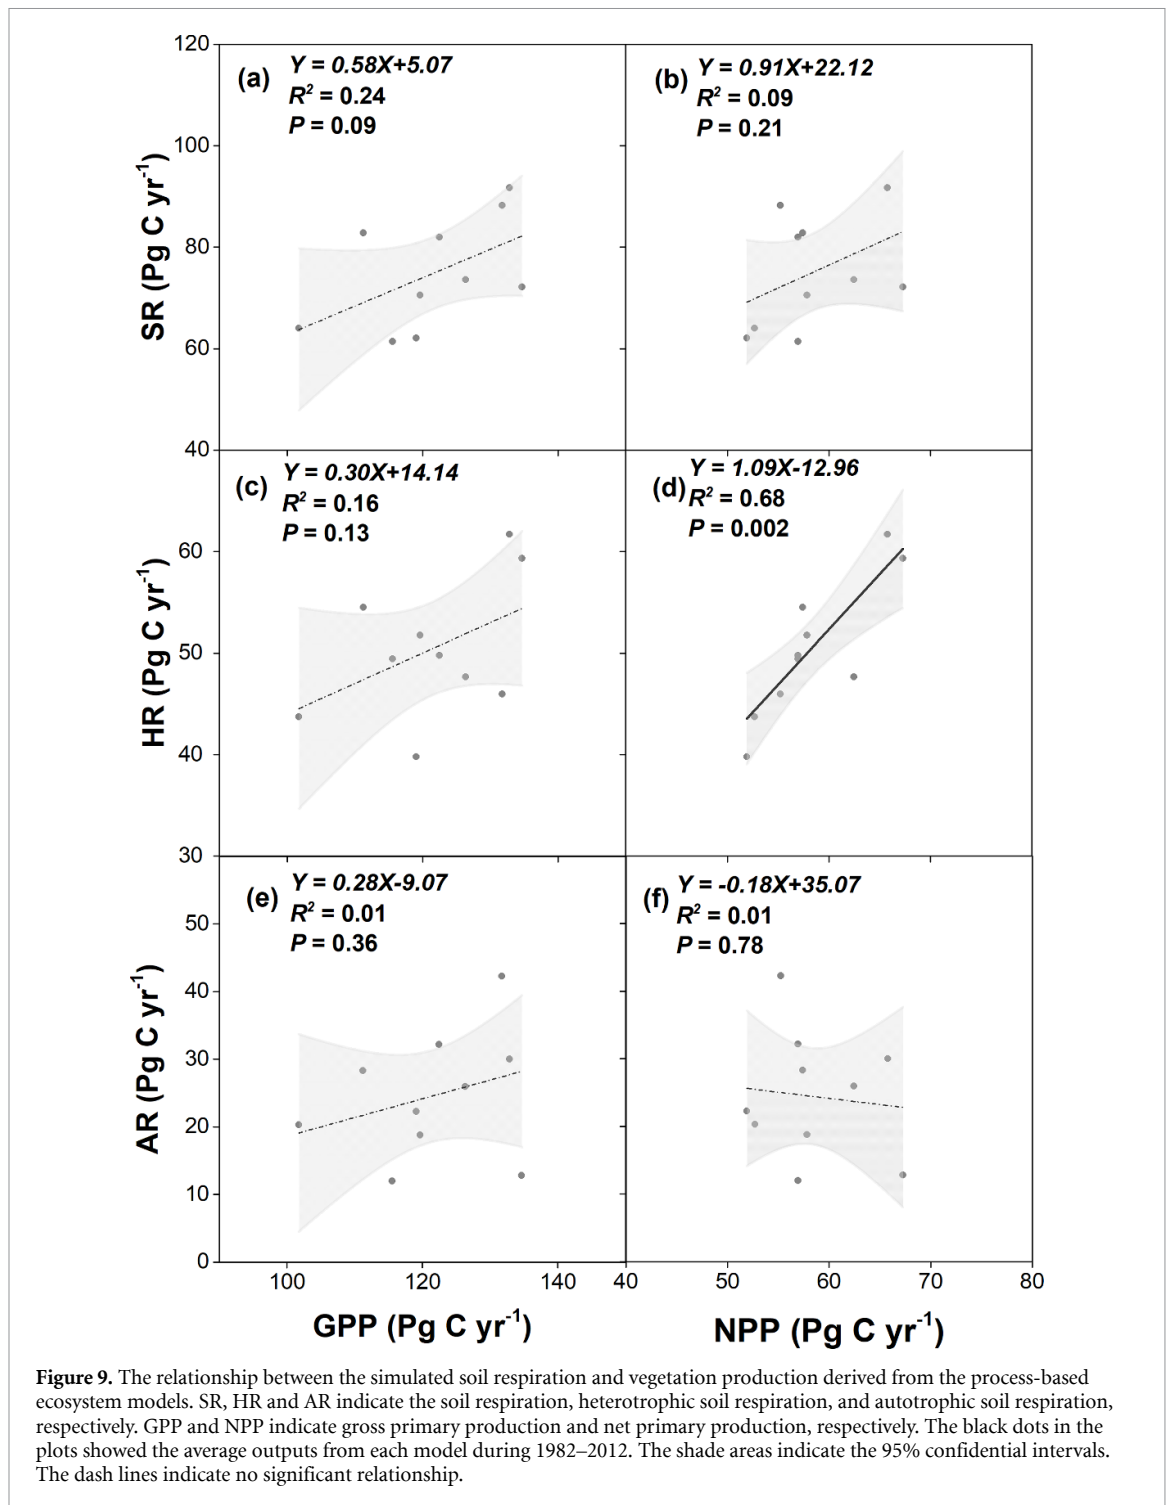 120
100
80
60
40
SR (Pg C yr-1)
(a)
Y = 0.58X+5.07
R2 = 0.24
P = 0.09
(b)
Y = 0.91X+22.12
R2 = 0.09
P = 0.21
60
50
40
30
HR (Pg C yr-1)
(c)
Y = 0.30X+14.14
R2 = 0.16
P = 0.13
(d)
Y = 1.09X-12.96
R2 = 0.68
P = 0.002
50
40
30
20
10
0
AR (Pg C yr-1)
(e)
Y = 0.28X-9.07
R2 = 0.01
P = 0.36
(f)
Y = -0.18X+35.07
R2 = 0.01
P = 0.78
100 120 140 40 50 60 70 80
GPP (Pg C yr-1) NPP (Pg C yr-1)
Figure 9. The relationship between the simulated soil respiration and vegetation production derived from the process-based
ecosystem models. SR, HR and AR indicate the soil respiration, heterotrophic soil respiration, and autotrophic soil respiration,
respectively. GPP and NPP indicate gross primary production and net primary production, respectively. The black dots in the
plots showed the average outputs from each model during 1982–2012. The shade areas indicate the 95% confidential intervals.
The dash lines indicate no significant relationship.